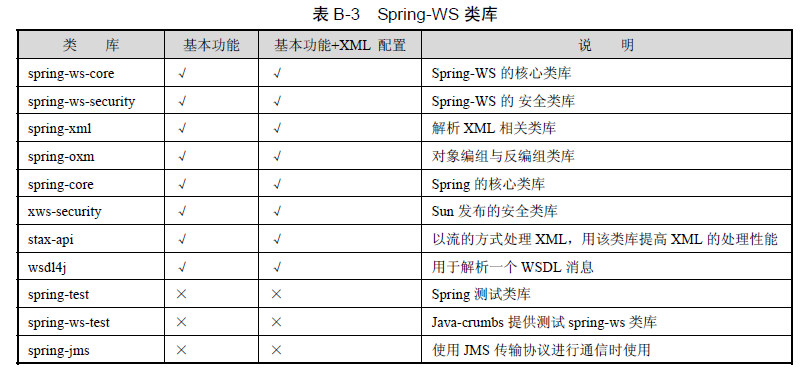 表 B-3 Spring-WS 类库
类 库 基本功能 基本功能+XML 配置 说 明
spring-ws-core √ √ Spring-WS 的核心类库
spring-ws-security √ √ Spring-WS 的 安全类库
spring-xml √ √ 解析 XML 相关类库
spring-oxm √ √ 对象编组与反编组类库
spring-core √ √ Spring 的核心类库
xws-security √ √ Sun 发布的安全类库
stax-api √ √ 以流的方式处理 XML，用该类库提高 XML 的处理性能
wsdl4j √ √ 用于解析一个 WSDL 消息
spring-test × × Spring 测试类库
spring-ws-test × × Java-crumbs 提供测试 spring-ws 类库
spring-jms × × 使用 JMS 传输协议进行通信时使用